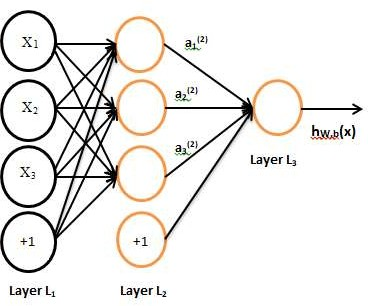 X₁
a₁⁽²⁾
X₂
a₂⁽²⁾
hW,b(x)
X₃
a₃⁽²⁾
Layer L₃
+1
+1
Layer L₁
Layer L₂